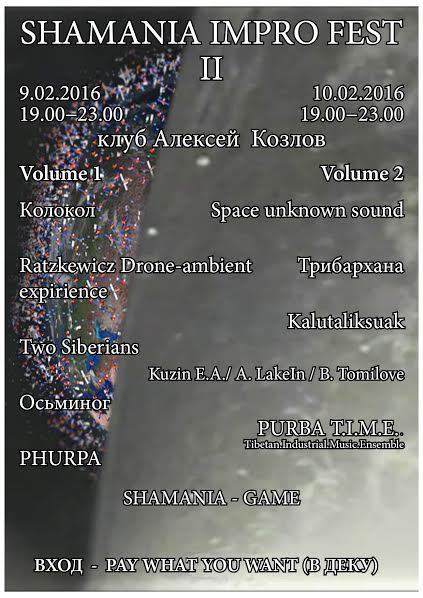 SHAMANIA IMPRO FEST
II
9.02.2016
19.00–23.00
10.02.2016
19.00–23.00
клуб Алексей Козлов
Volume 1
Колокол
Ratzkewicz Drone-ambient
expirience
Two Siberians
Осьминог
PHURPA
Volume 2
Space unknown sound
Трибархана
Kalutaliksuak
Kuzin E.A./ A. LakeIn / B. Tomilove
PURBA T.I.M.E..
Tibetan.Industrial.Music.Ensemble
SHAMANIA - GAME
ВХОД - PAY WHAT YOU WANT (В ДЕКУ)